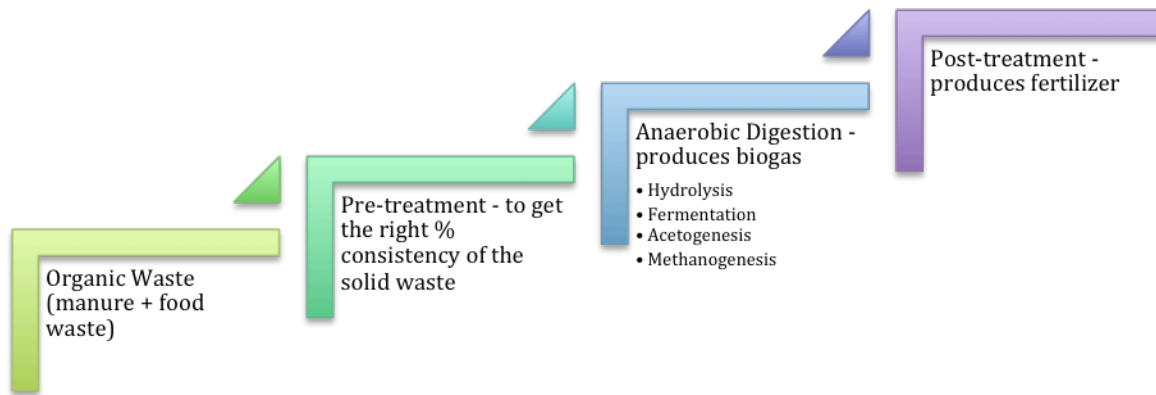 Organic Waste
(manure + food
waste)
Pre-treatment - to get
the right %
consistency of the
solid waste
Anaerobic Digestion -
produces biogas
• Hydrolysis
• Fermentation
• Acetogenesis
• Methanogenesis
Post-treatment -
produces fertilizer